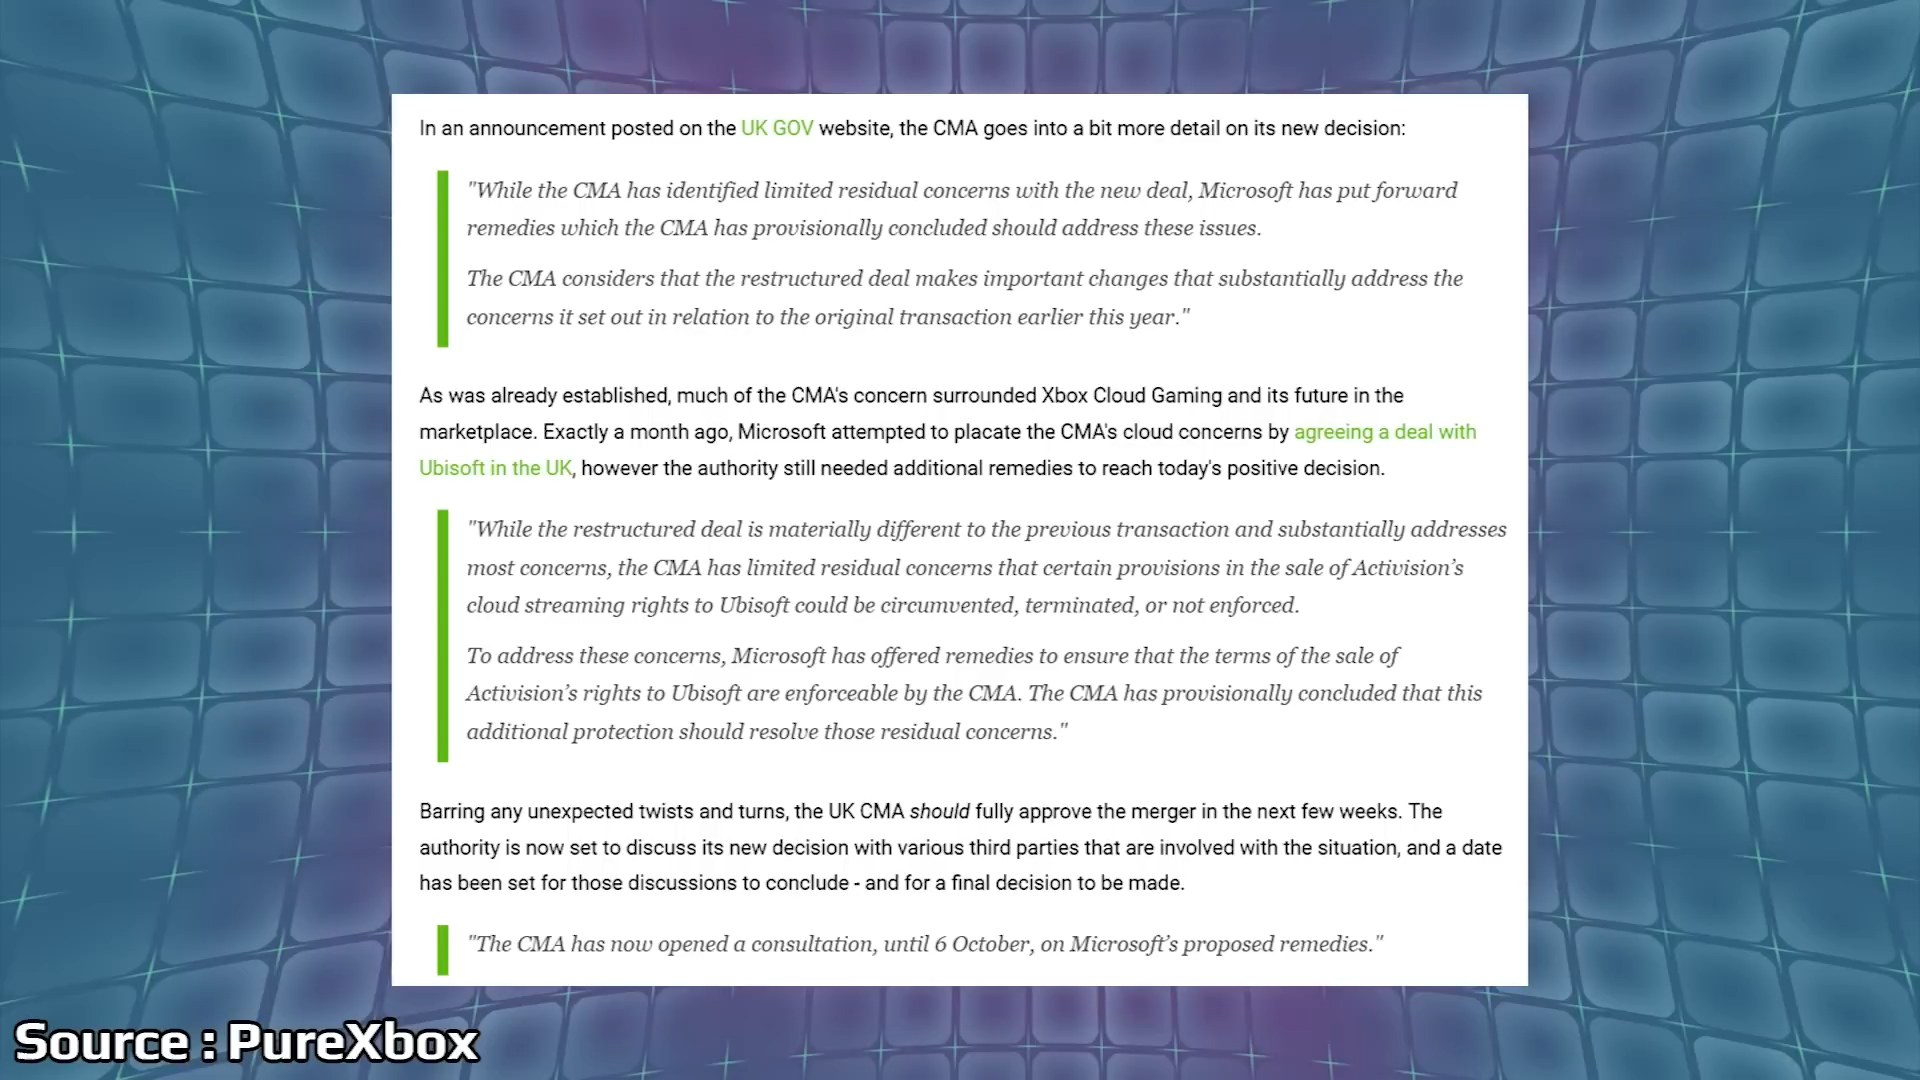 In an announcement posted on the UK GOV website, the CMA goes into a bit more detail on its new decision:
"While the CMA has identified limited residual concerns with the new deal, Microsoft has put forward
remedies which the CMA has provisionally concluded should address these issues.
The CMA considers that the restructured deal makes important changes that substantially address the
concerns it set out in relation to the original transaction earlier this year."
As was already established, much of the CMA's concern surrounded Xbox Cloud Gaming and its future in the
marketplace. Exactly a month ago, Microsoft attempted to placate the CMA's cloud concerns by agreeing a deal with
Ubisoft in the UK, however the authority still needed additional remedies to reach today's positive decision.
"While the restructured deal is materially different to the previous transaction and substantially addresses
most concerns, the CMA has limited residual concerns that certain provisions in the sale of Activision’s
cloud streaming rights to Ubisoft could be circumvented, terminated, or not enforced.
To address these concerns, Microsoft has offered remedies to ensure that the terms of the sale of
Activision’s rights to Ubisoft are enforceable by the CMA. The CMA has provisionally concluded that this
additional protection should resolve those residual concerns."
Barring any unexpected twists and turns, the UK CMA should fully approve the merger in the next few weeks. The
authority is now set to discuss its new decision with various third parties that are involved with the situation, and a date
has been set for those discussions to conclude - and for a final decision to be made.
"The CMA has now opened a consultation, until 6 October, on Microsoft’s proposed remedies."
Source : PureXbox